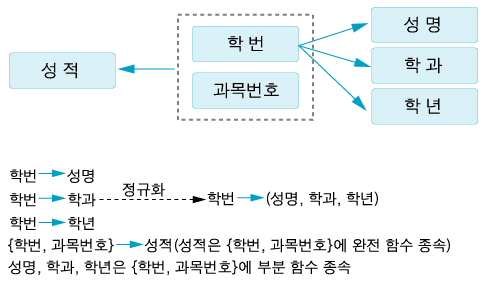 성 명
학 번
성 적
학 과
과목번호
학 년
학번 → 성명
정규화
학번 → 학과 ⇢ 학번 → (성명, 학과, 학년)
학번 → 학년
{학번, 과목번호} → 성적(성적은 {학번, 과목번호}에 완전 함수 종속)
성명, 학과, 학년은 {학번, 과목번호}에 부분 함수 종속